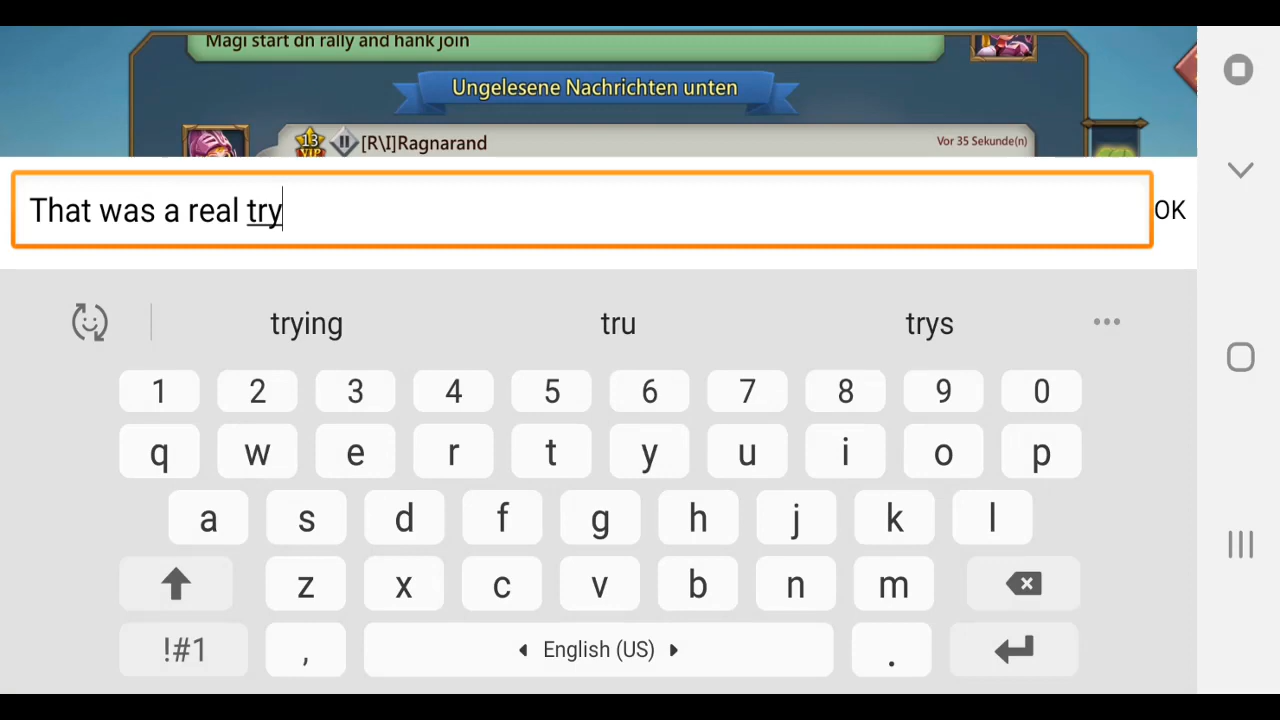 Magi start dn rally and hank join
Ungelesene Nachrichten unten
13 VIP [R\I]Ragnarand Vor 35 Sekunde(n)
That was a real try OK
trying tru trys
1 2 3 4 5 6 7 8 9 0
q w e r t y u i o p
a s d f g h j k l
z x c v b n m
!#1 , English (US) .